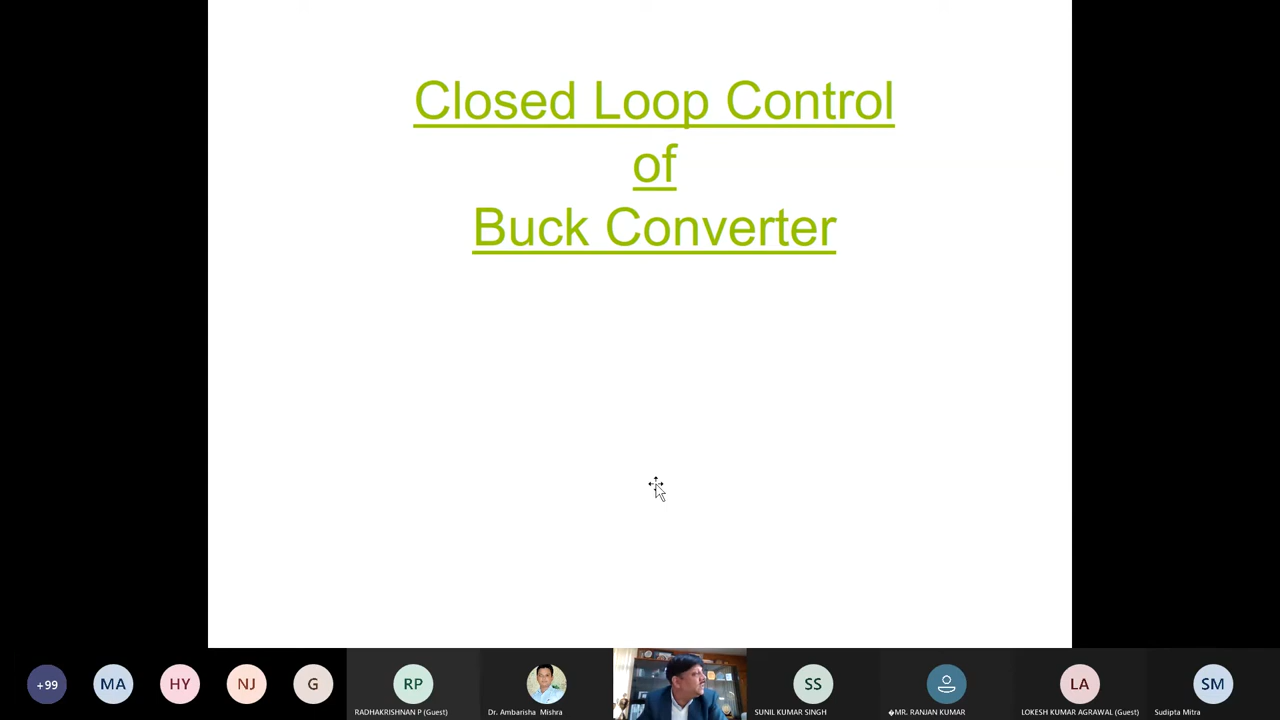 Closed Loop Control
of
Buck Converter
+99
MA
HY
NJ
G
RP
SS
LA
SM
RADHAKRISHNAN P (Guest)
Dr. Ambarisha Mishra
SUNIL KUMAR SINGH
�MR. RANJAN KUMAR
LOKESH KUMAR AGRAWAL (Guest)
Sudipta Mitra